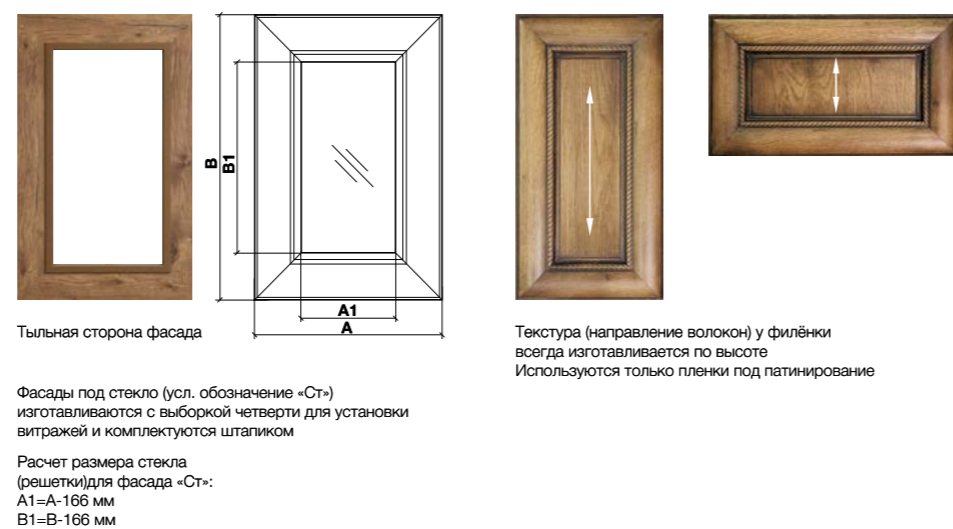 B
B1
A1
A
Тыльная сторона фасада
Фасады под стекло (усл. обозначение «Ст»)
изготавливаются с выборкой четверти для установки
витражей и комплектуются штапиком
Расчет размера стекла
(решетки)для фасада «Ст»:
А1=А-166 мм
В1=В-166 мм
Текстура (направление волокон) у филёнки
всегда изготавливается по высоте
Используются только пленки под патинирование